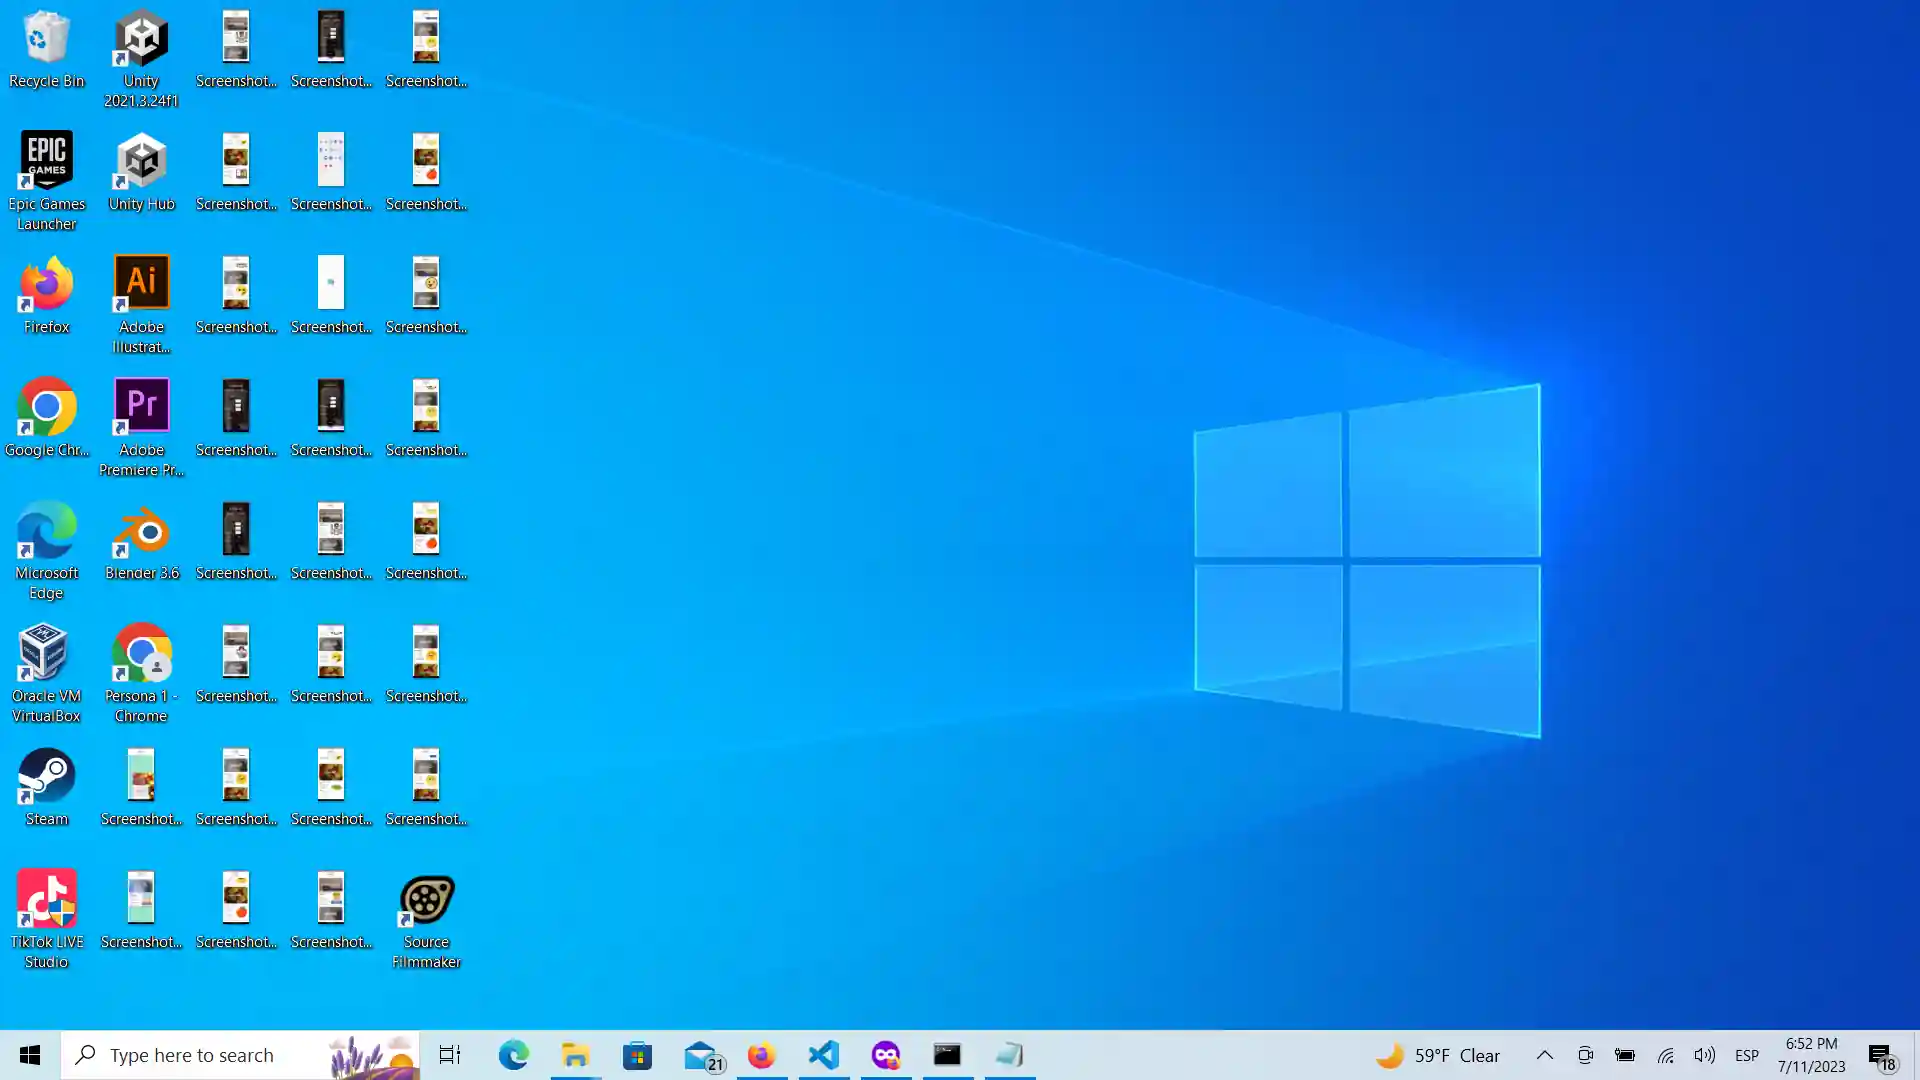 Recycle Bin
Unity
2021.3.24f1
Screenshot...
Screenshot...
Screenshot...
EPIC
GAMES
Epic Games
Launcher
Unity Hub
Screenshot...
Screenshot...
Screenshot...
Firefox
Ai
Adobe
Illustrat...
Screenshot...
Screenshot...
Screenshot...
Google Chr...
Pr
Adobe
Premiere Pr...
Screenshot...
Screenshot...
Screenshot...
Microsoft
Edge
Blender 3.6
Screenshot...
Screenshot...
Screenshot...
Oracle VM
VirtualBox
Persona 1 -
Chrome
Screenshot...
Screenshot...
Screenshot...
Steam
Screenshot...
Screenshot...
Screenshot...
Screenshot...
TikTok LIVE
Studio
Screenshot...
Screenshot...
Screenshot...
Source
Filmmaker
Type here to search
21
59°F Clear
ESP
6:52 PM
7/11/2023
18